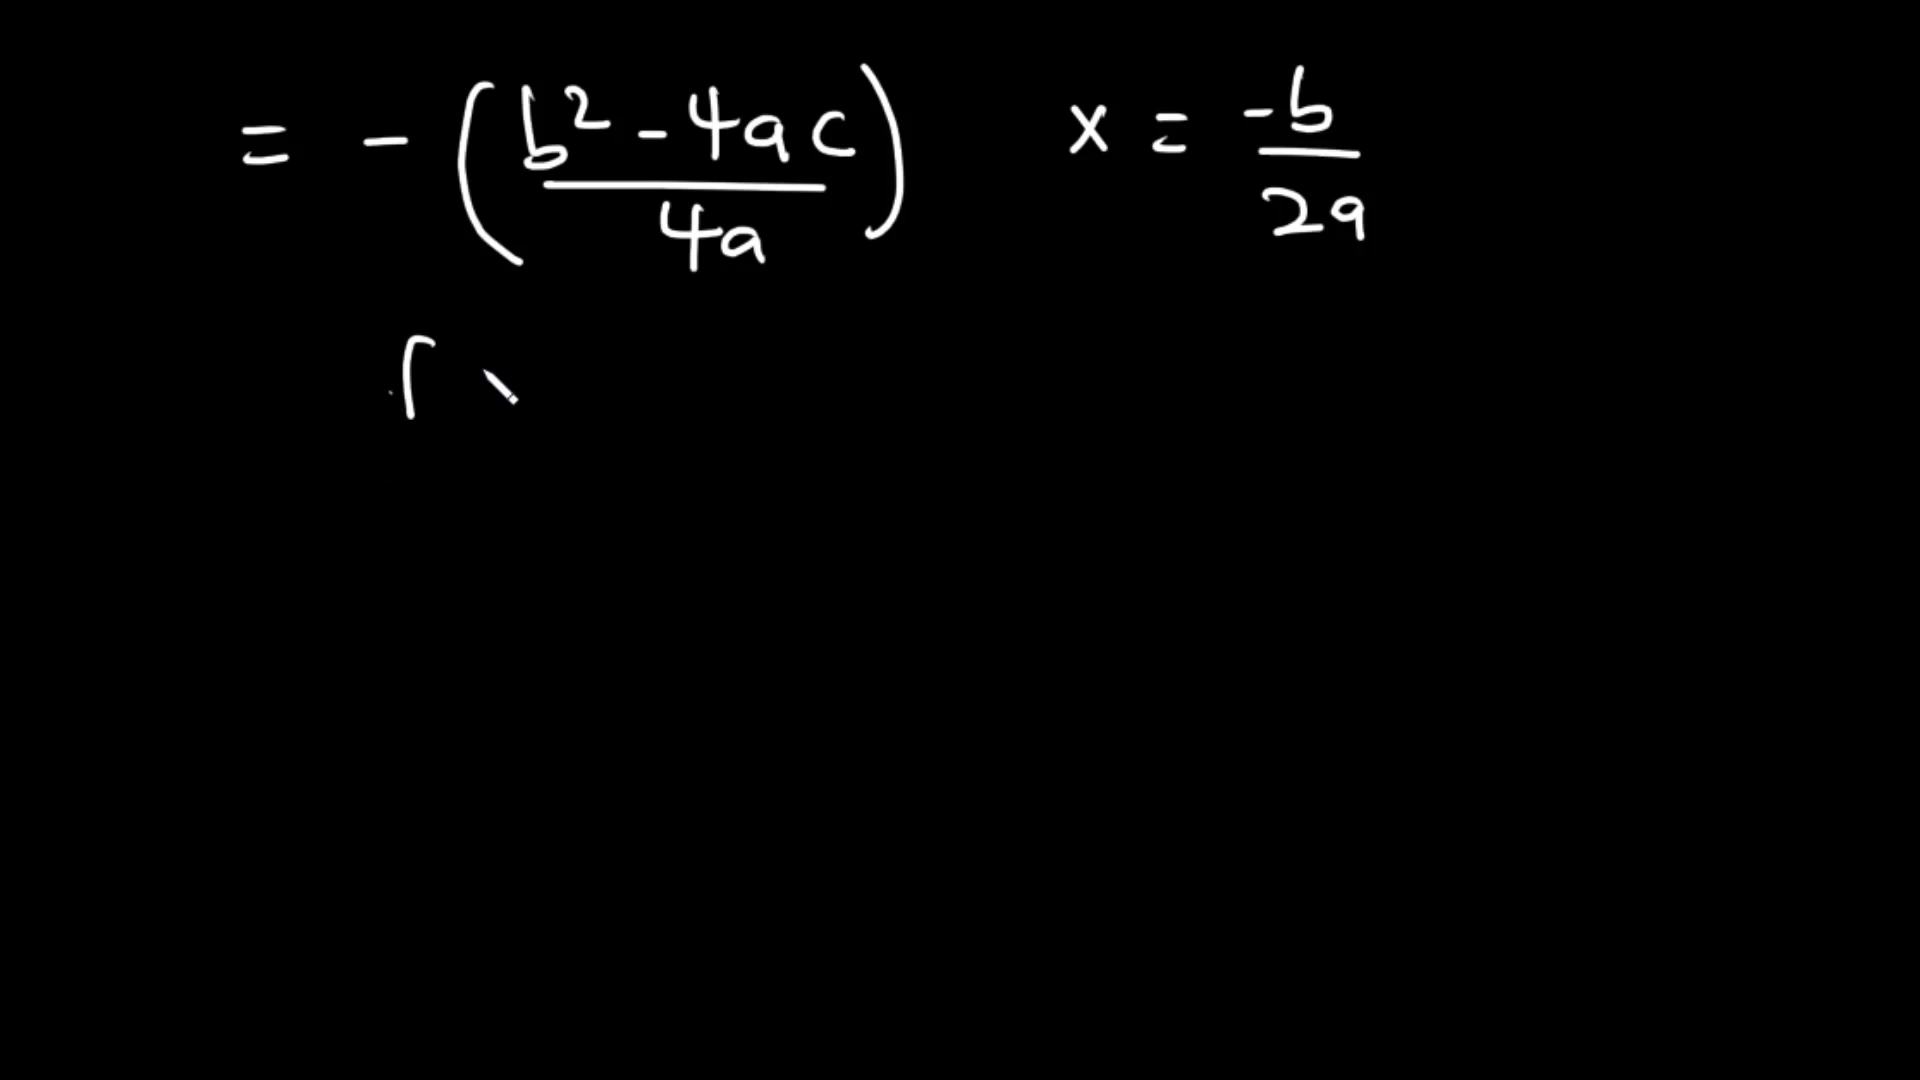 = - (b² - 4ac / 4a) x = -b / 2a